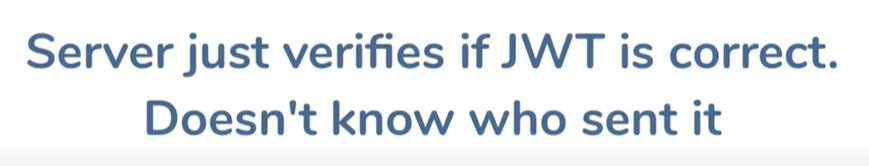 Server just verifies if JWT is correct.
Doesn't know who sent it